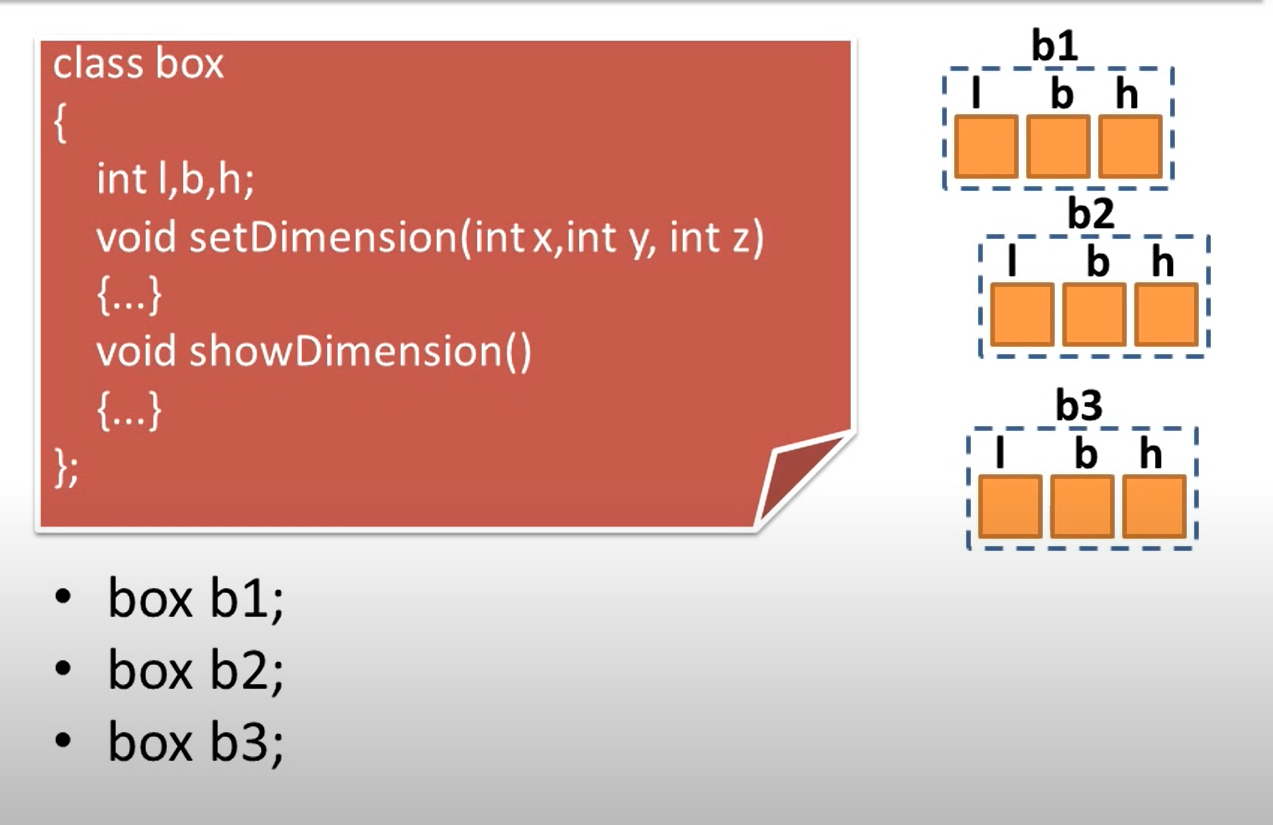 class box
{
int l,b,h;
void setDimension(int x,int y, int z)
{...}
void showDimension()
{...}
};
b1
l b h
b2
l b h
b3
l b h
• box b1;
• box b2;
• box b3;